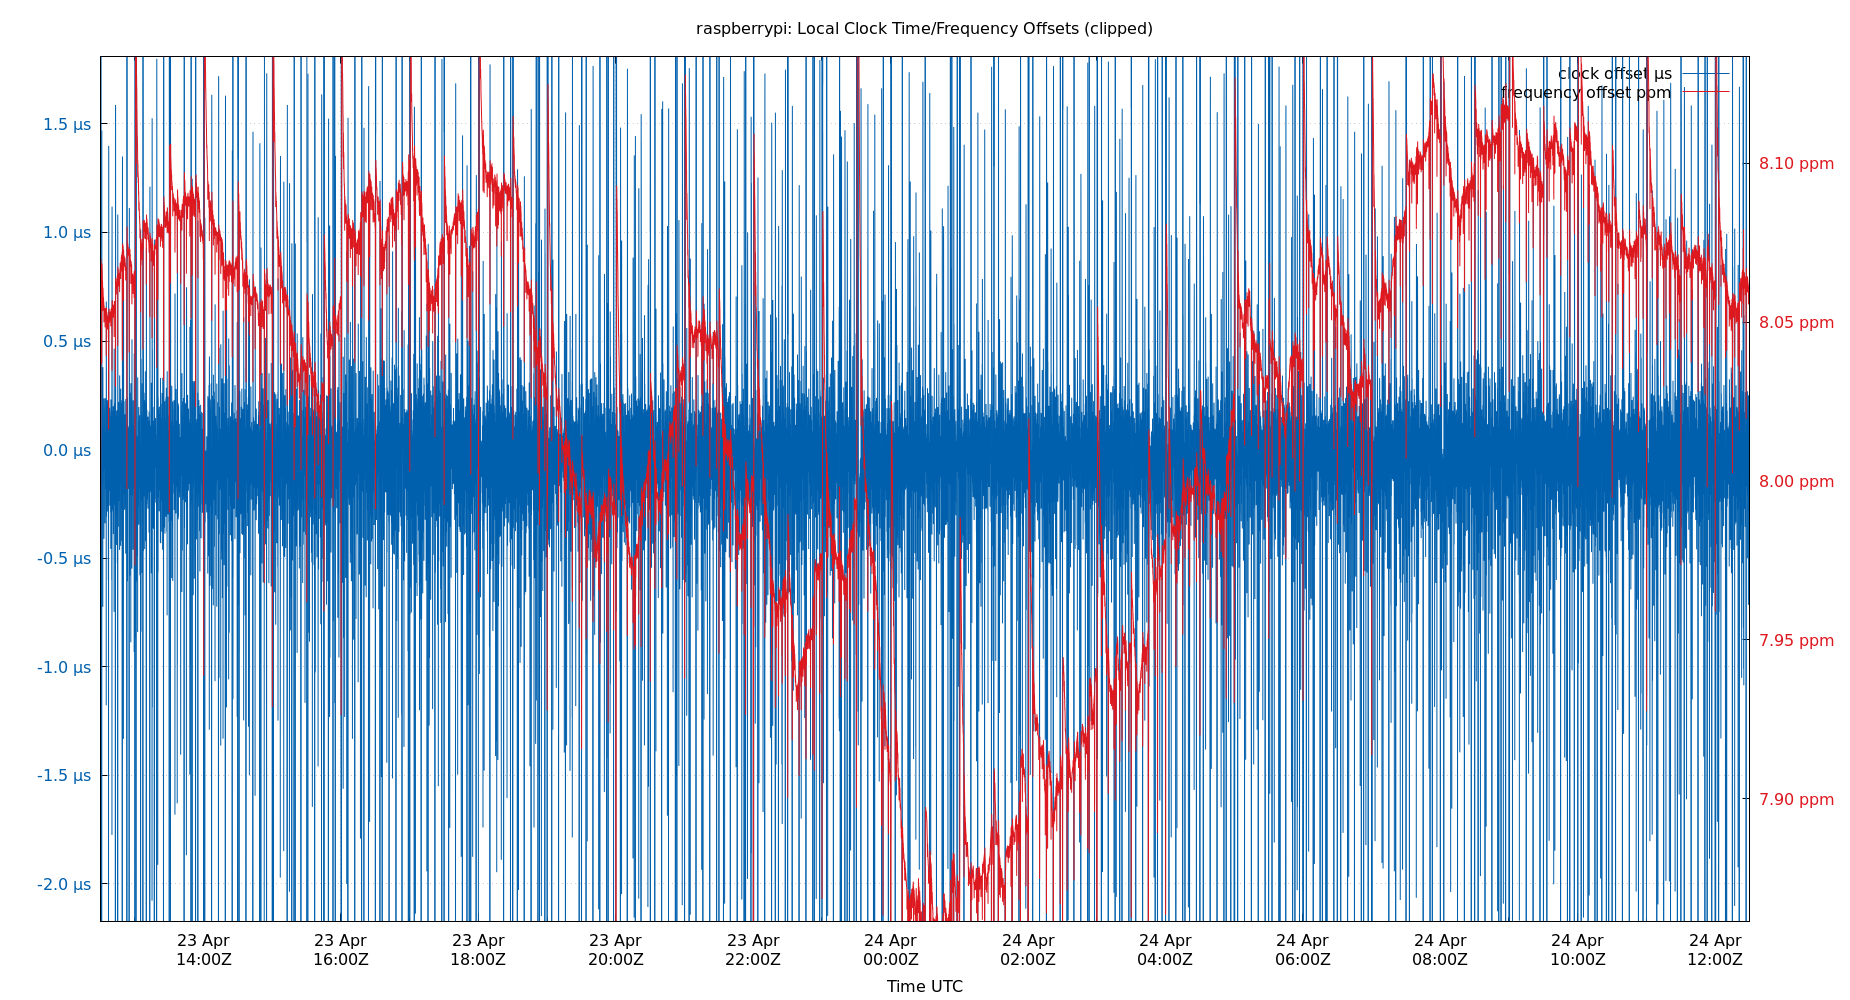 raspberrypi: Local Clock Time/Frequency Offsets (clipped)
clock offset µs
frequency offset ppm
1.5 µs
1.0 µs
0.5 µs
0.0 µs
-0.5 µs
-1.0 µs
-1.5 µs
-2.0 µs
8.10 ppm
8.05 ppm
8.00 ppm
7.95 ppm
7.90 ppm
23 Apr 23 Apr 23 Apr 23 Apr 23 Apr 24 Apr 24 Apr 24 Apr 24 Apr 24 Apr 24 Apr 24 Apr
14:00Z 16:00Z 18:00Z 20:00Z 22:00Z 00:00Z 02:00Z 04:00Z 06:00Z 08:00Z 10:00Z 12:00Z
Time UTC